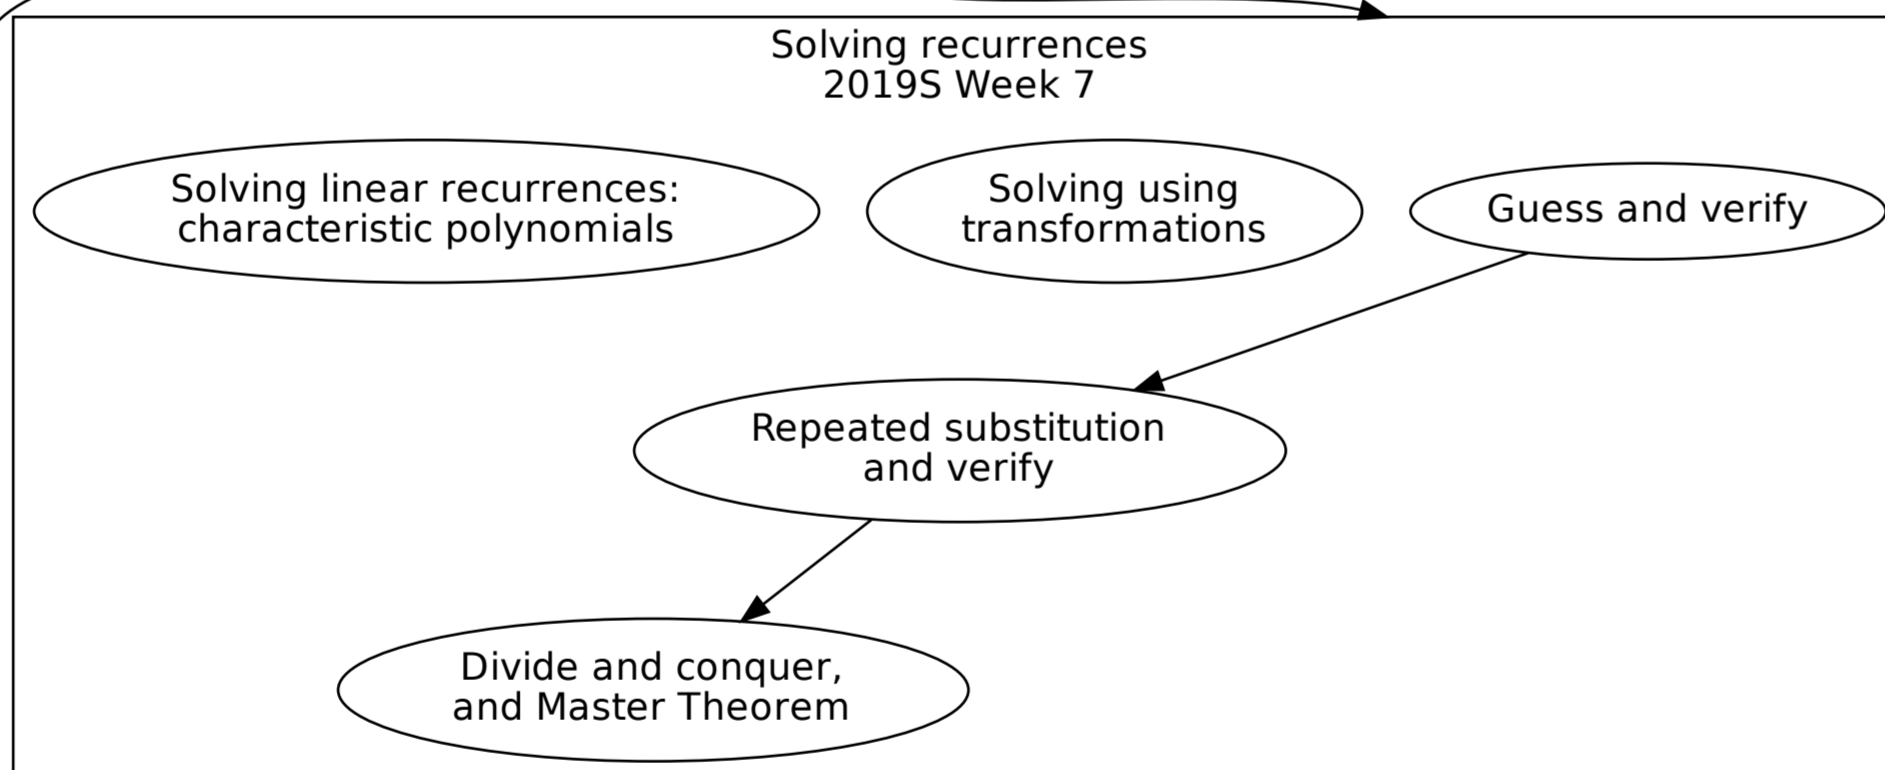 Solving recurrences
2019S Week 7
Solving linear recurrences:
characteristic polynomials
Solving using
transformations
Guess and verify
Repeated substitution
and verify
Divide and conquer,
and Master Theorem